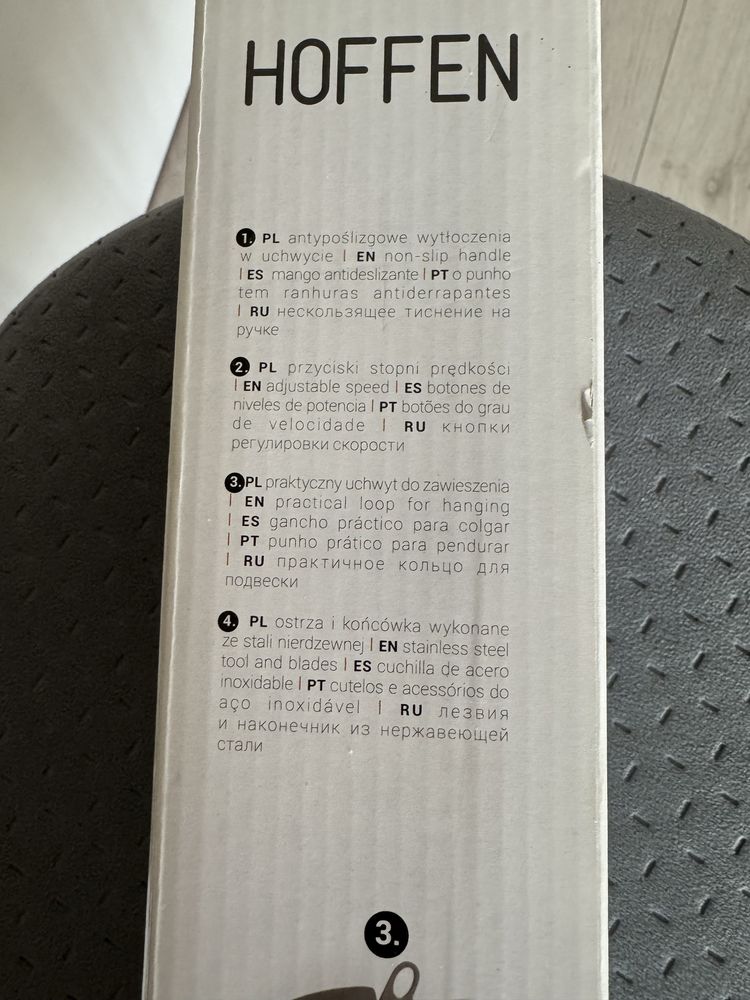 HOFFEN
1. PL antypoślizgowe wytłoczenia
w uchwycie | EN non-slip handle
| ES mango antideslizante | PT o punho
tem ranhuras antiderrapantes
| RU нескользящее тиснение на
ручке
2. PL przyciski stopni prędkości
| EN adjustable speed | ES botones de
niveles de potencia | PT botões do grau
de velocidade | RU кнопки
регулировки скорости
3. PL praktyczny uchwyt do zawieszenia
| EN practical loop for hanging
| ES gancho práctico para colgar
| PT punho prático para pendurar
| RU практичное кольцо для
подвески
4. PL ostrza i końcówka wykonane
ze stali nierdzewnej | EN stainless steel
tool and blades | ES cuchilla de acero
inoxidable | PT cutelos e acessórios do
aço inoxidável | RU лезвия
и наконечник из нержавеющей
стали
3.